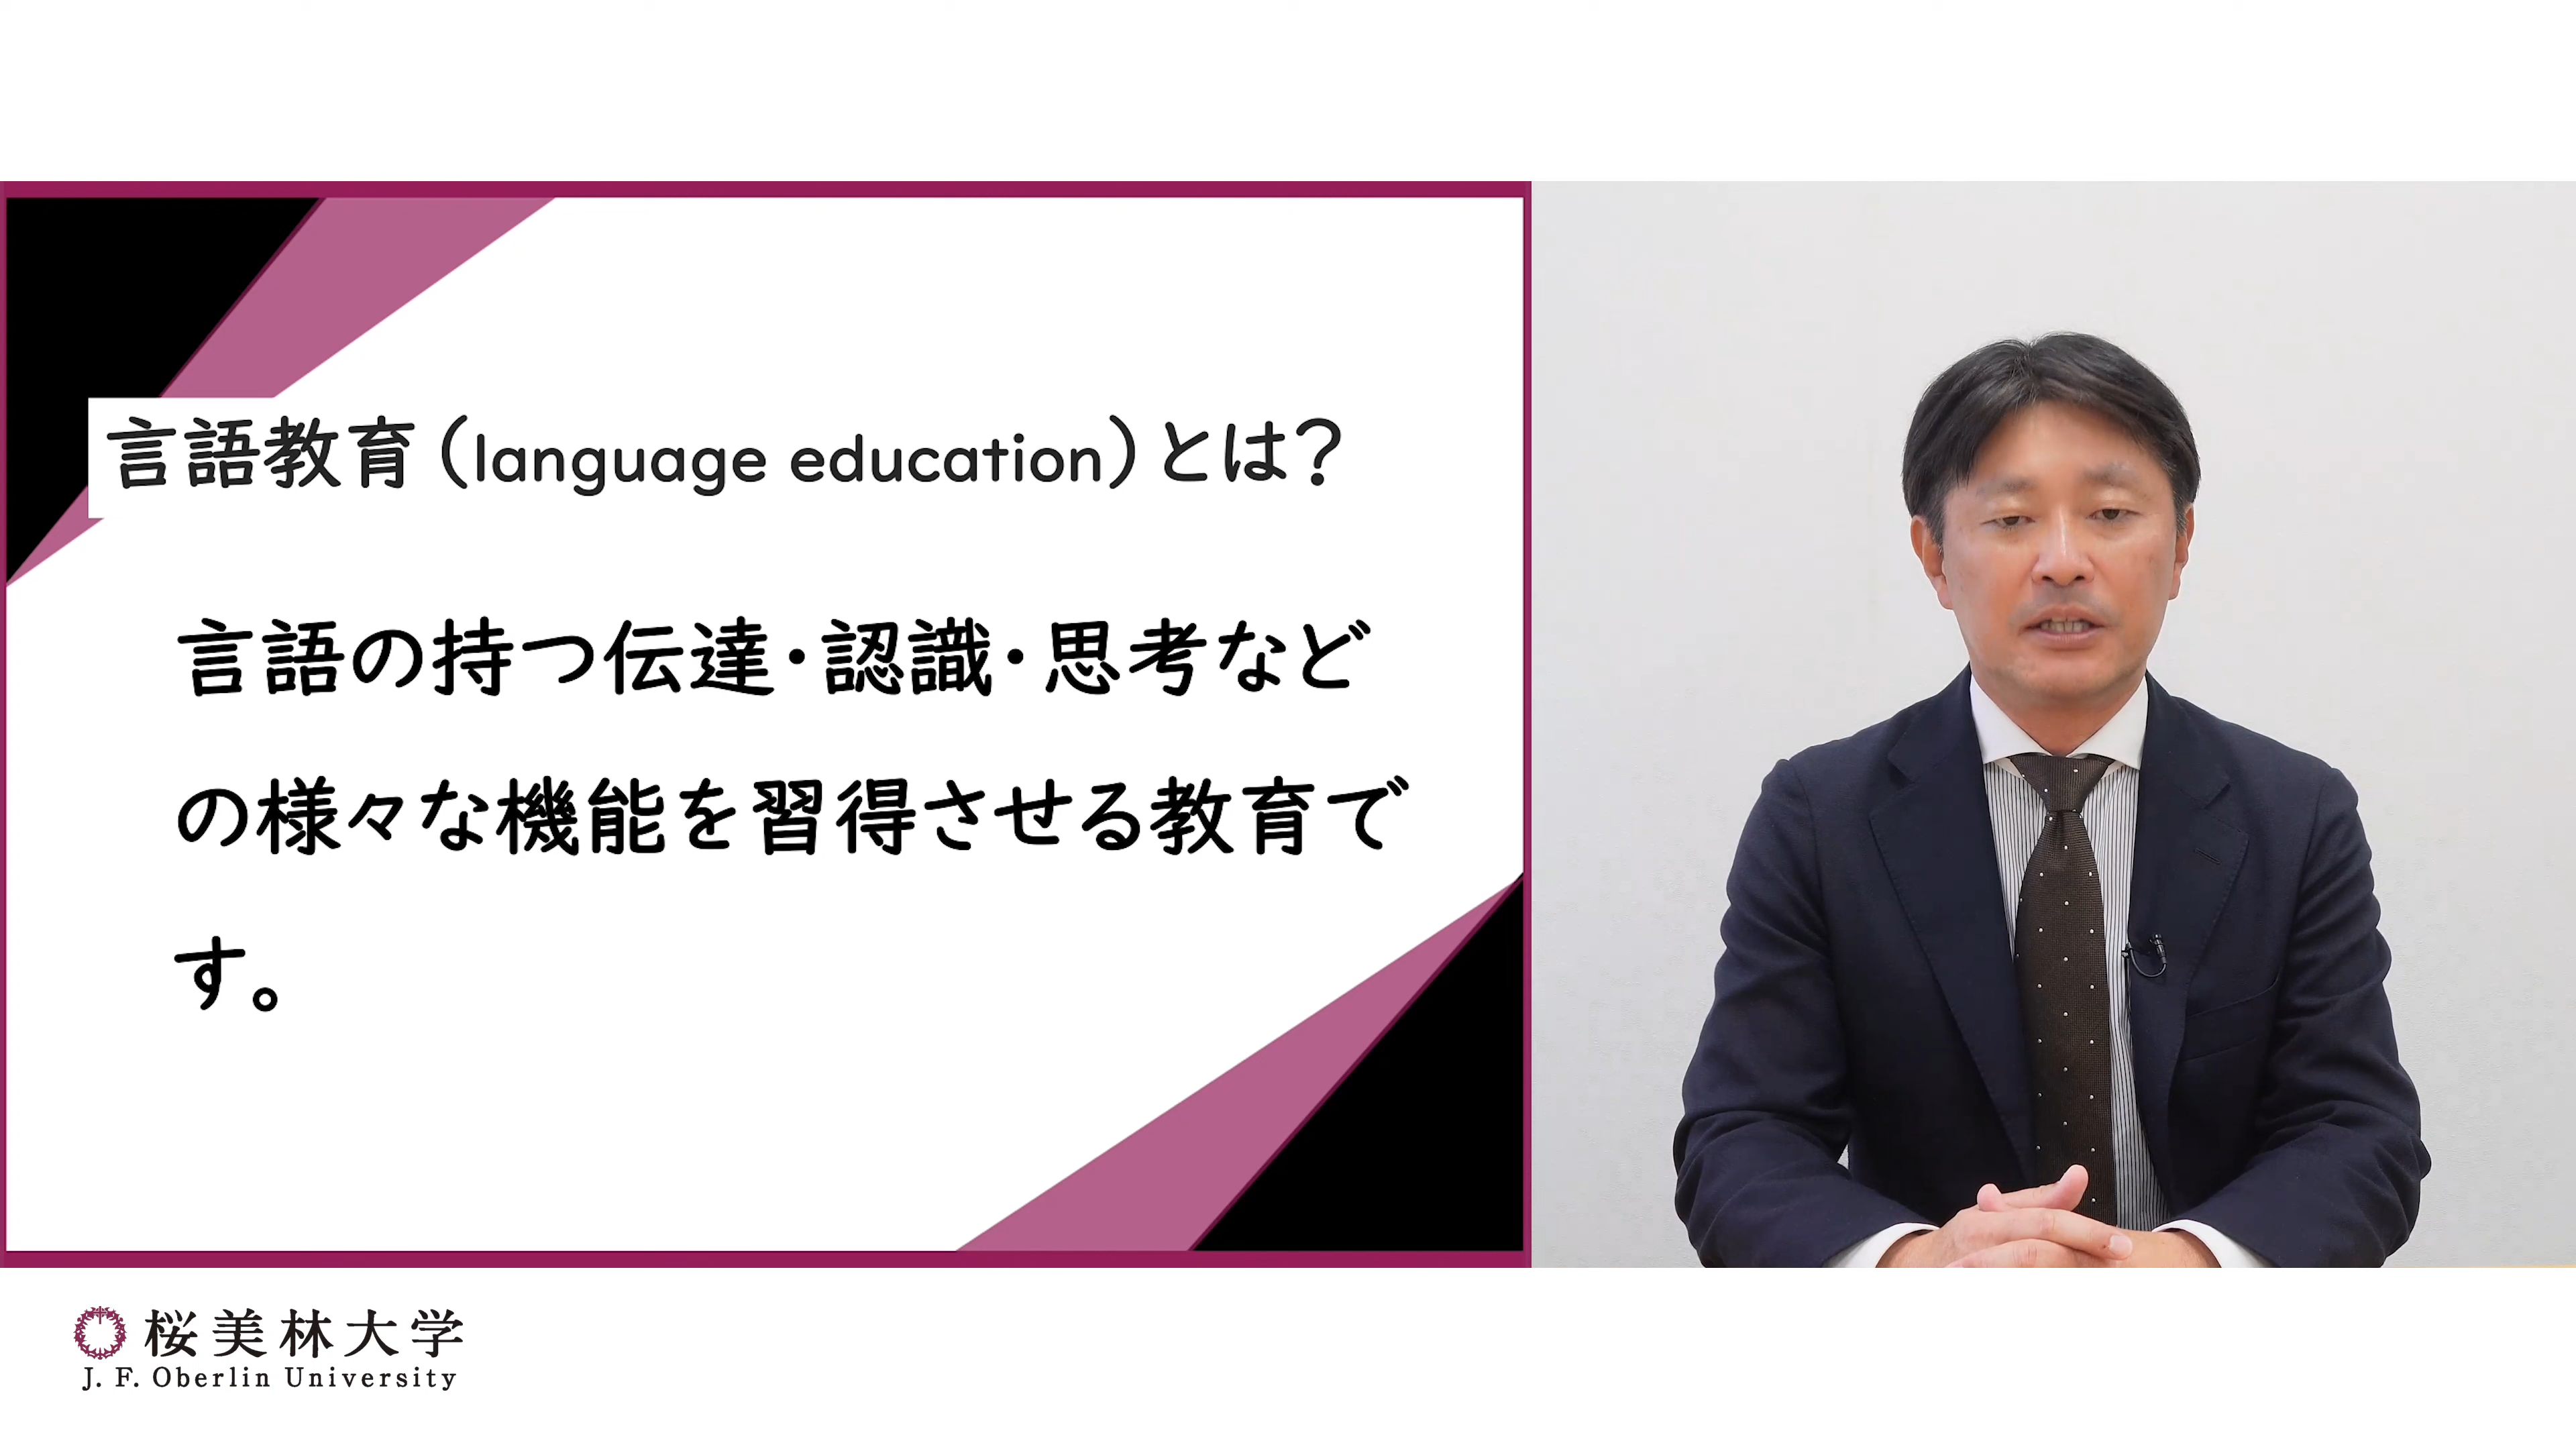 言語教育（language education）とは？
言語の持つ伝達・認識・思考など
の様々な機能を習得させる教育で
す。
桜美林大学
J. F. Oberlin University